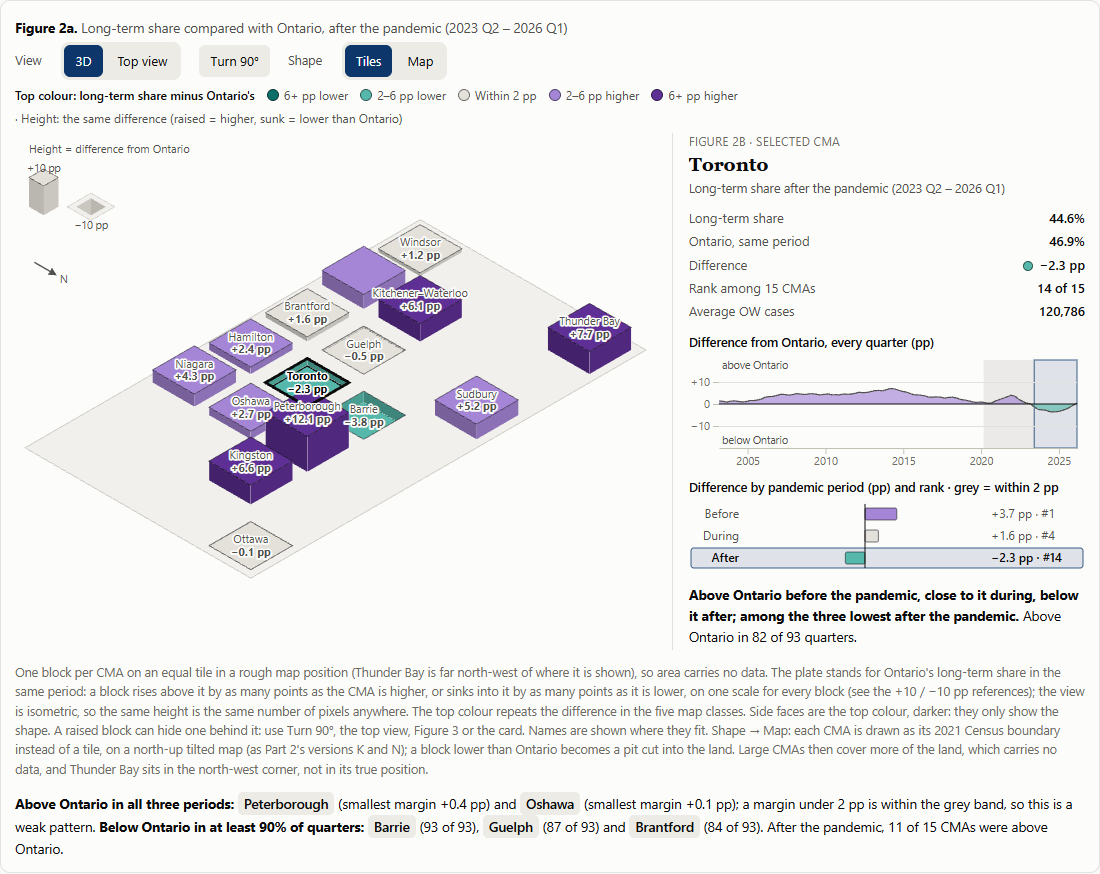 Figure 2a. Long-term share compared with Ontario, after the pandemic (2023 Q2 – 2026 Q1)
View 3D Top view Turn 90° Shape Tiles Map
Top colour: long-term share minus Ontario's 6+ pp lower 2–6 pp lower Within 2 pp 2–6 pp higher 6+ pp higher
· Height: the same difference (raised = higher, sunk = lower than Ontario)
Height = difference from Ontario
+10 pp
−10 pp
N
Windsor
+1.2 pp
Kitchener–Waterloo
+6.1 pp
Brantford
+1.6 pp
Thunder Bay
+7.7 pp
Hamilton
+2.4 pp
Guelph
−0.5 pp
Niagara
+4.3 pp
Toronto
−2.3 pp
Sudbury
+5.2 pp
Oshawa
+2.7 pp
Peterborough
+12.1 pp
Barrie
−3.8 pp
Kingston
+6.6 pp
Ottawa
−0.1 pp
FIGURE 2B · SELECTED CMA
Toronto
Long-term share after the pandemic (2023 Q2 – 2026 Q1)
Long-term share 44.6%
Ontario, same period 46.9%
Difference −2.3 pp
Rank among 15 CMAs 14 of 15
Average OW cases 120,786
Difference from Ontario, every quarter (pp)
above Ontario
+10
0
−10
below Ontario
2005 2010 2015 2020 2025
Difference by pandemic period (pp) and rank · grey = within 2 pp
Before +3.7 pp · #1
During +1.6 pp · #4
After −2.3 pp · #14
Above Ontario before the pandemic, close to it during, below
it after; among the three lowest after the pandemic. Above
Ontario in 82 of 93 quarters.
One block per CMA on an equal tile in a rough map position (Thunder Bay is far north-west of where it is shown), so area carries no data. The plate stands for Ontario's long-term share in the
same period: a block rises above it by as many points as the CMA is higher, or sinks into it by as many points as it is lower, on one scale for every block (see the +10 / −10 pp references); the view
is isometric, so the same height is the same number of pixels anywhere. The top colour repeats the difference in the five map classes. Side faces are the top colour, darker: they only show the
shape. A raised block can hide one behind it: use Turn 90°, the top view, Figure 3 or the card. Names are shown where they fit. Shape → Map: each CMA is drawn as its 2021 Census boundary
instead of a tile, on a north-up tilted map (as Part 2's versions K and N); a block lower than Ontario becomes a pit cut into the land. Large CMAs then cover more of the land, which carries no
data, and Thunder Bay sits in the north-west corner, not in its true position.
Above Ontario in all three periods: Peterborough (smallest margin +0.4 pp) and Oshawa (smallest margin +0.1 pp); a margin under 2 pp is within the grey band, so this is a
weak pattern. Below Ontario in at least 90% of quarters: Barrie (93 of 93), Guelph (87 of 93) and Brantford (84 of 93). After the pandemic, 11 of 15 CMAs were above
Ontario.